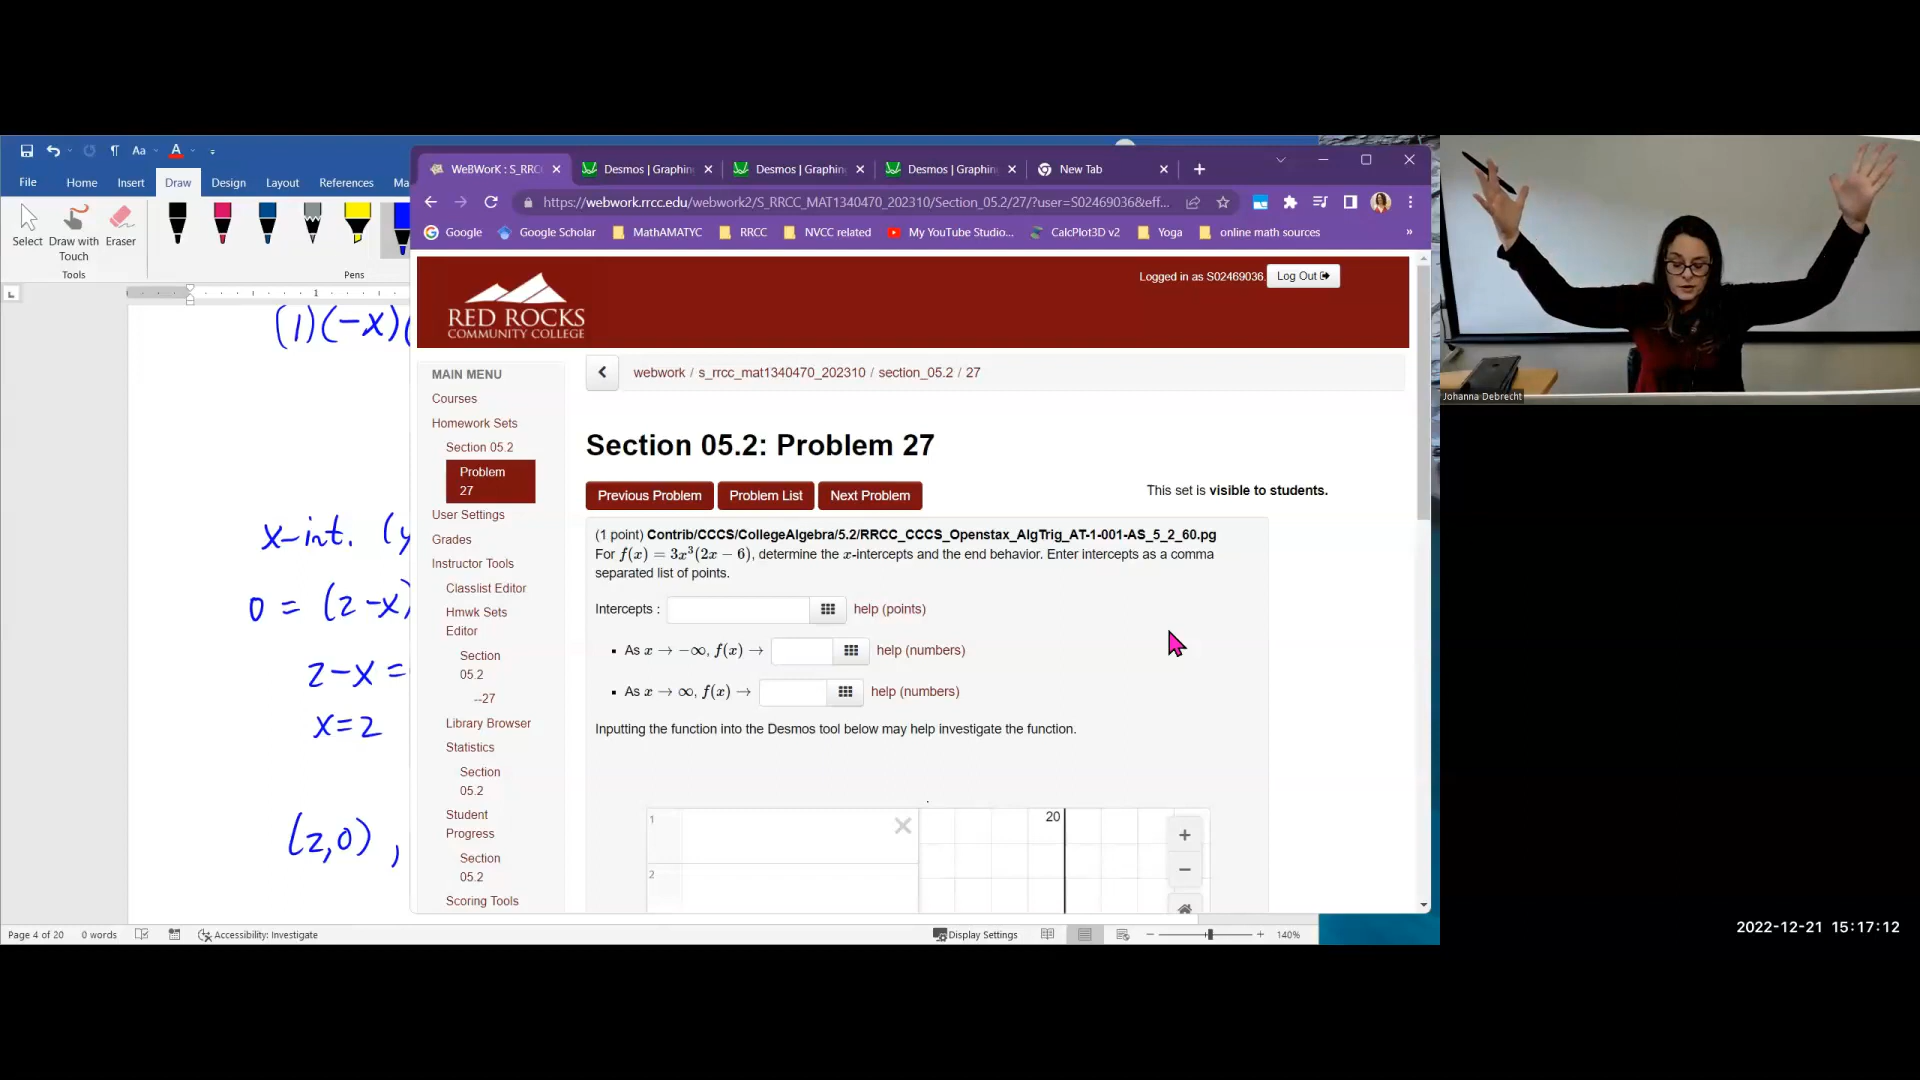 File Home Insert Draw Design Layout References Ma
Select Draw with Touch Eraser
Tools
Pens
1
(1)(-x)(
x-int. (y
0 = (2-x)
2-x =
x=2
(2,0) ,
Page 4 of 20 0 words Accessibility: Investigate
Display Settings 140%
WeBWorK : S_RRC Desmos | Graphin Desmos | Graphin Desmos | Graphin New Tab
https://webwork.rrcc.edu/webwork2/S_RRCC_MAT1340470_202310/Section_05.2/27/?user=S02469036&eff...
Google Google Scholar MathAMATYC RRCC NVCC related My YouTube Studio... CalcPlot3D v2 Yoga online math sources »
RED ROCKS
COMMUNITY COLLEGE
Logged in as S02469036. Log Out
MAIN MENU
Courses
Homework Sets
Section 05.2
Problem
27
User Settings
Grades
Instructor Tools
Classlist Editor
Hmwk Sets
Editor
Section
05.2
--27
Library Browser
Statistics
Section
05.2
Student
Progress
Section
05.2
Scoring Tools
webwork / s_rrcc_mat1340470_202310 / section_05.2 / 27
Section 05.2: Problem 27
Previous Problem Problem List Next Problem
This set is visible to students.
(1 point) Contrib/CCCS/CollegeAlgebra/5.2/RRCC_CCCS_Openstax_AlgTrig_AT-1-001-AS_5_2_60.pg
For f(x) = 3x³(2x − 6), determine the x-intercepts and the end behavior. Enter intercepts as a comma
separated list of points.
Intercepts : help (points)
As x → −∞, f(x) → help (numbers)
As x → ∞, f(x) → help (numbers)
Inputting the function into the Desmos tool below may help investigate the function.
1
2
20
Johanna Debrecht
2022-12-21 15:17:12